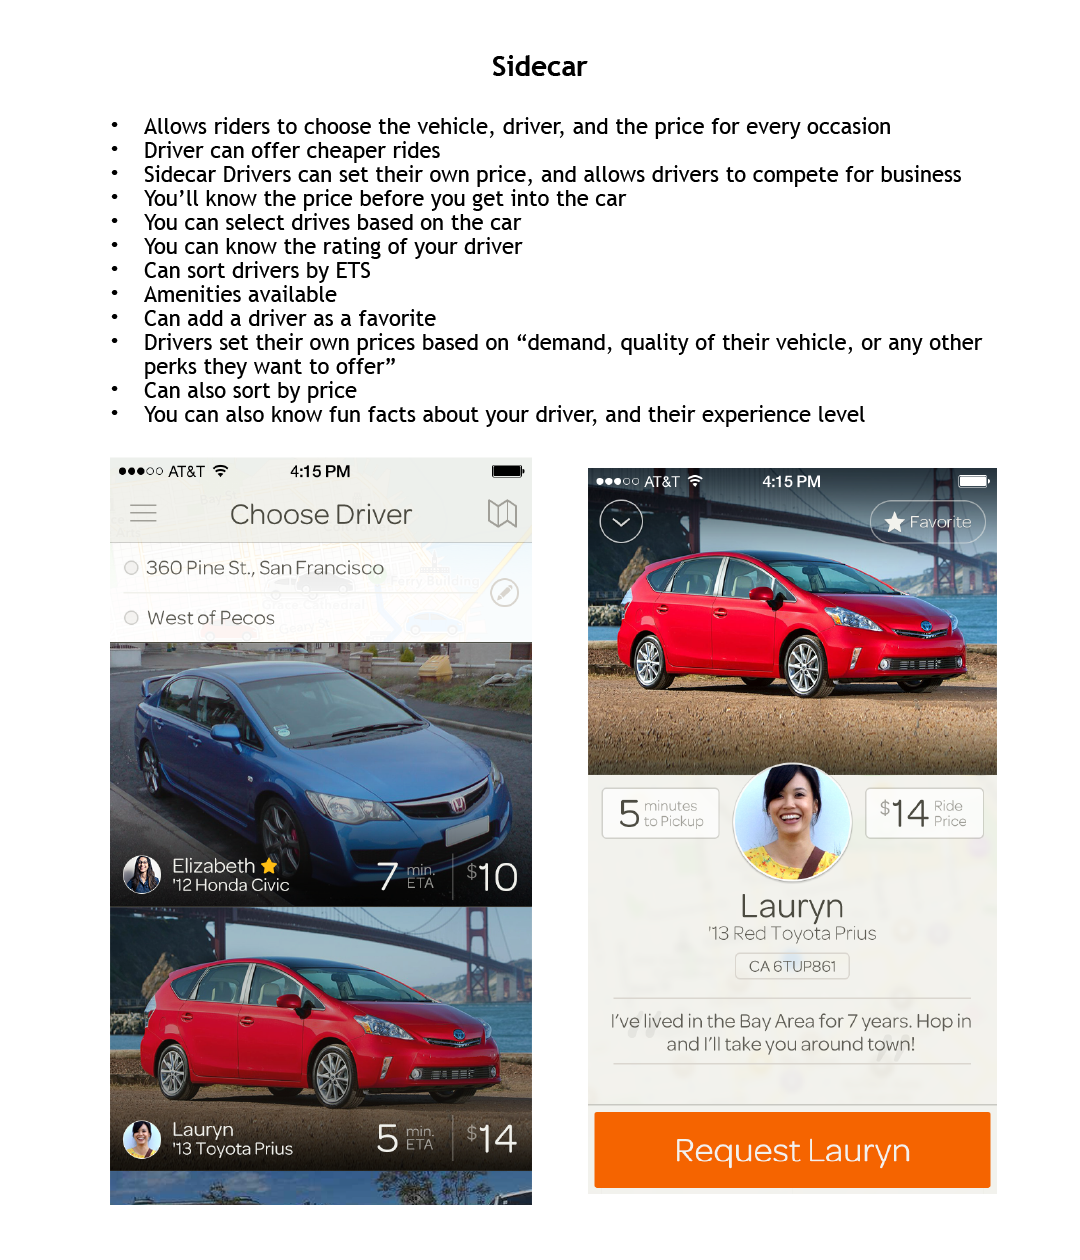 Sidecar
• Allows riders to choose the vehicle, driver, and the price for every occasion
• Driver can offer cheaper rides
• Sidecar Drivers can set their own price, and allows drivers to compete for business
• You’ll know the price before you get into the car
• You can select drives based on the car
• You can know the rating of your driver
• Can sort drivers by ETS
• Amenities available
• Can add a driver as a favorite
• Drivers set their own prices based on “demand, quality of their vehicle, or any other
perks they want to offer”
• Can also sort by price
• You can also know fun facts about your driver, and their experience level
AT&T 4:15 PM
Choose Driver
360 Pine St., San Francisco
Ferry Building
Grace Cathedral
Geary St
West of Pecos
Elizabeth
'12 Honda Civic
7 min. ETA $10
Lauryn
'13 Toyota Prius
5 min. ETA $14
AT&T 4:15 PM
Favorite
5 minutes to Pickup
$14 Ride Price
Lauryn
'13 Red Toyota Prius
CA 6TUP861
I've lived in the Bay Area for 7 years. Hop in
and I'll take you around town!
Request Lauryn